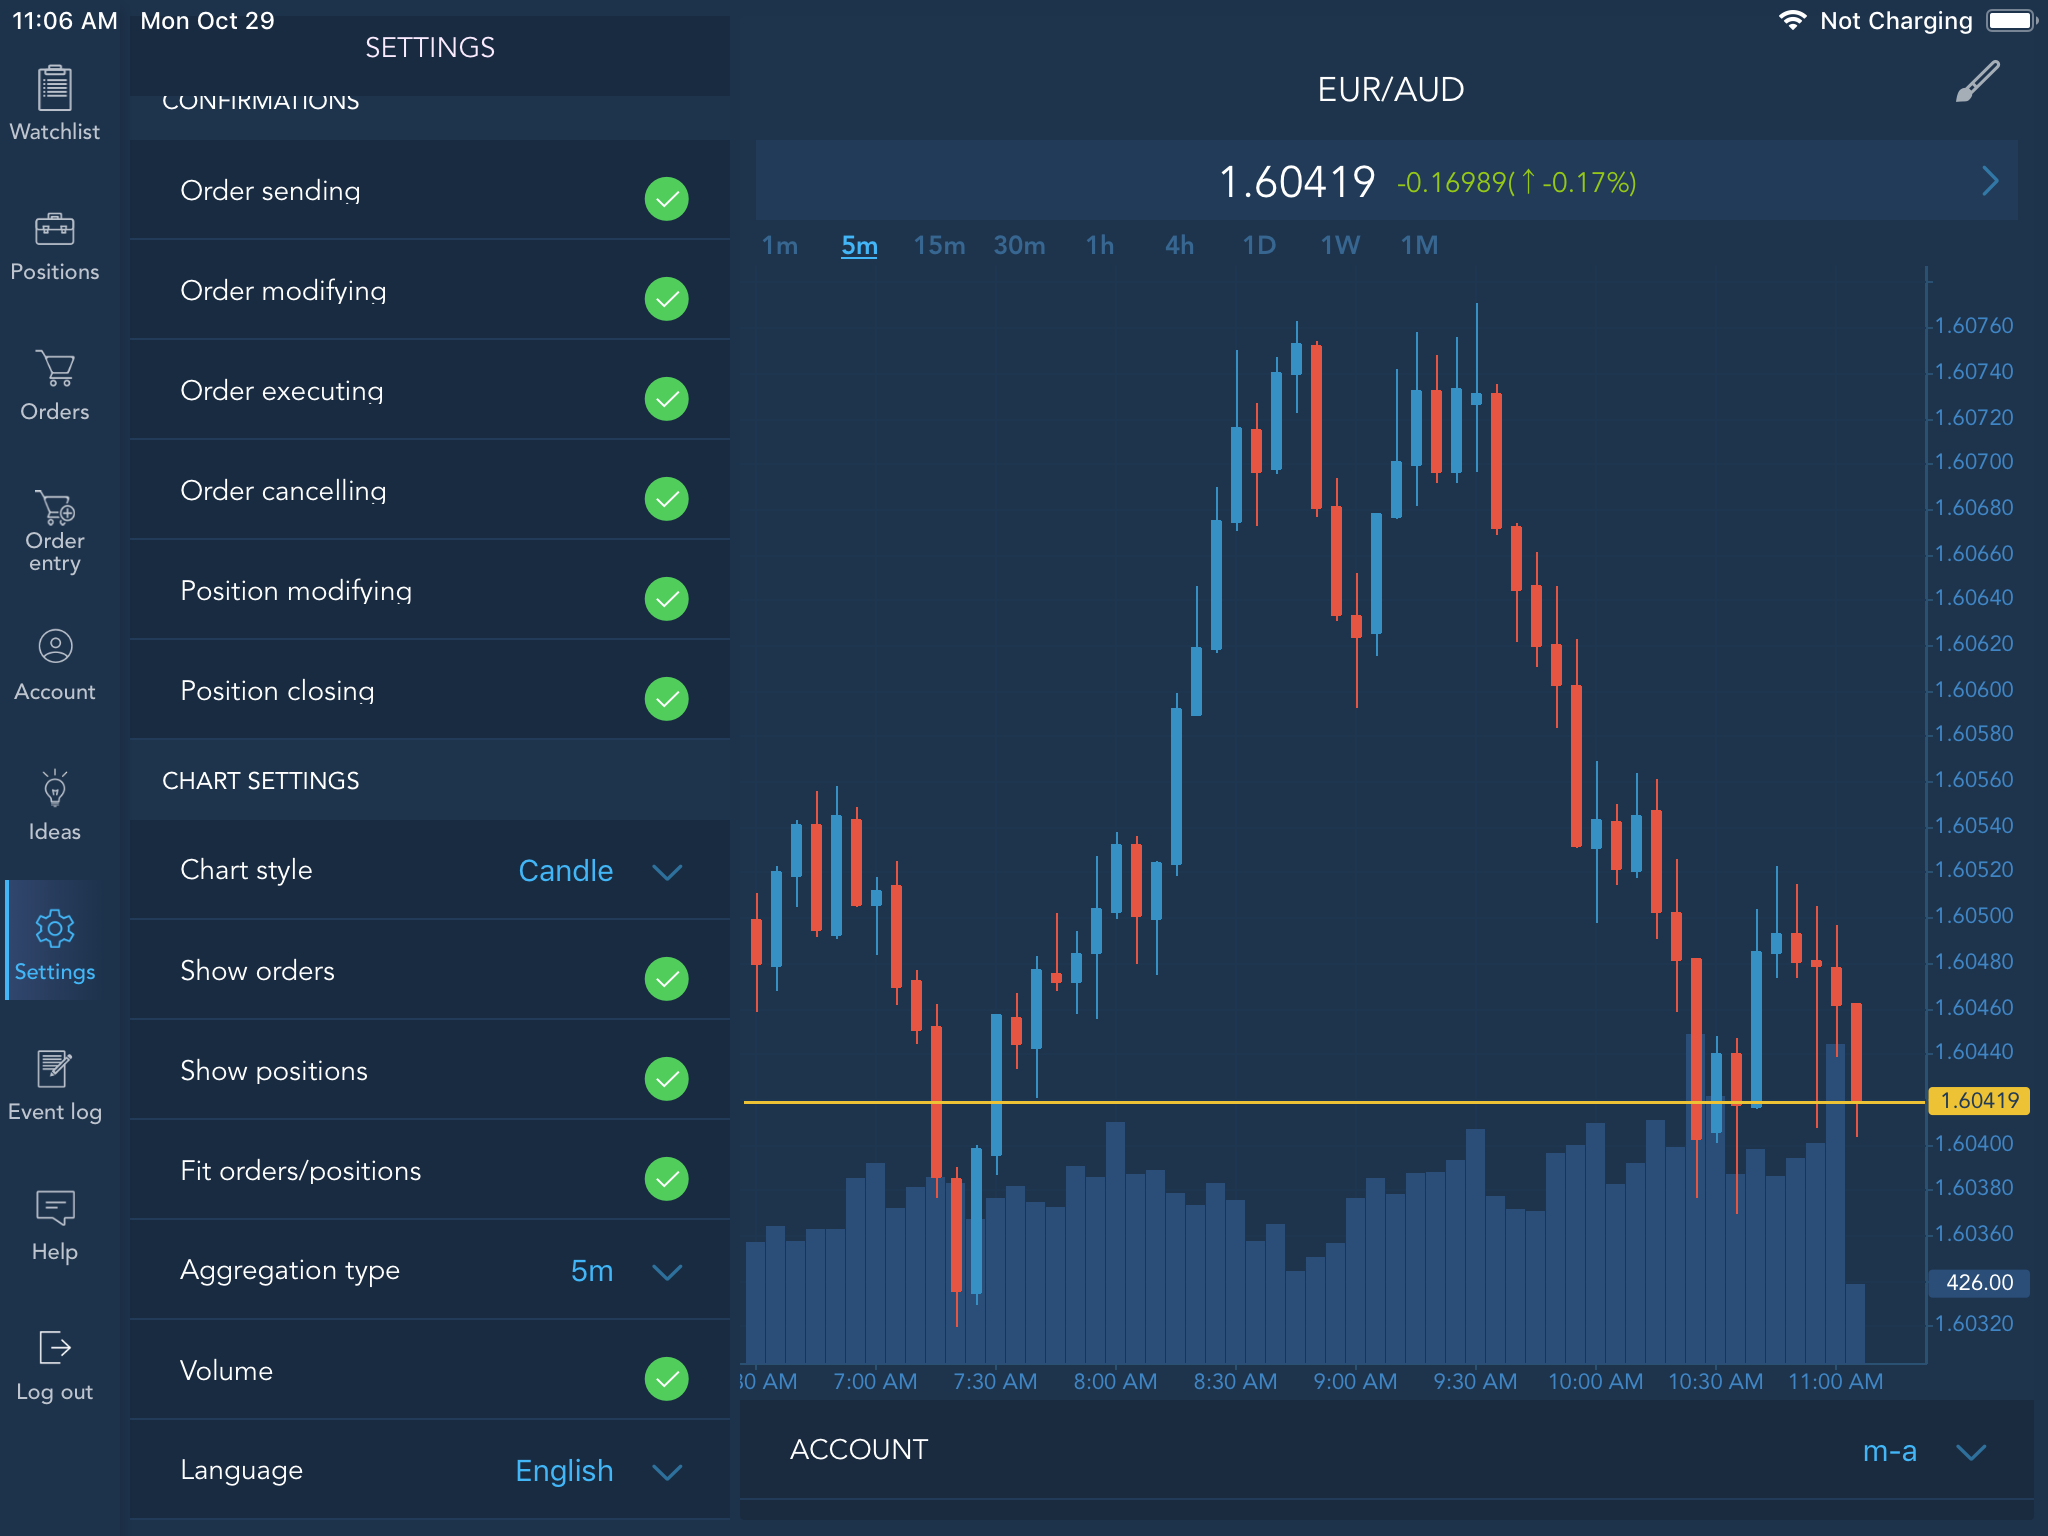 11:06 AM Mon Oct 29
Not Charging
SETTINGS
CONFIRMATIONS
Watchlist
Positions
Orders
Order
entry
Account
Ideas
Settings
Event log
Help
Log out
Order sending
Order modifying
Order executing
Order cancelling
Position modifying
Position closing
CHART SETTINGS
Chart style Candle
Show orders
Show positions
Fit orders/positions
Aggregation type 5m
Volume
Language English
EUR/AUD
1.60419 -0.16989(↑-0.17%)
1m 5m 15m 30m 1h 4h 1D 1W 1M
1.60760
1.60740
1.60720
1.60700
1.60680
1.60660
1.60640
1.60620
1.60600
1.60580
1.60560
1.60540
1.60520
1.60500
1.60480
1.60460
1.60440
1.60419
1.60400
1.60380
1.60360
426.00
1.60320
30 AM 7:00 AM 7:30 AM 8:00 AM 8:30 AM 9:00 AM 9:30 AM 10:00 AM 10:30 AM 11:00 AM
ACCOUNT m-a